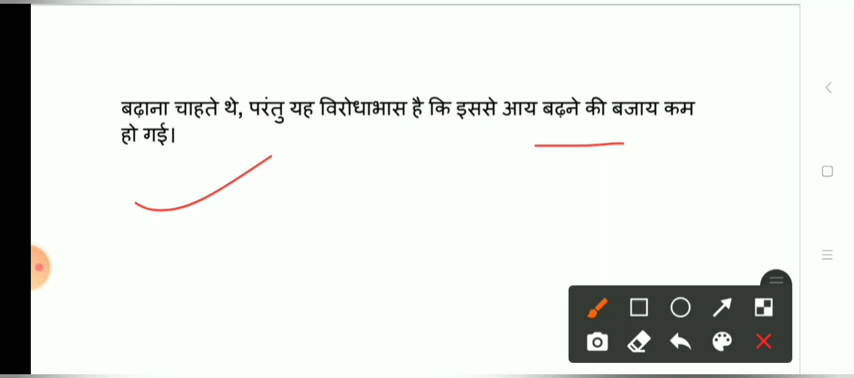 बढ़ाना चाहते थे, परंतु यह विरोधाभास है कि इससे आय बढ़ने की बजाय कम
हो गई।